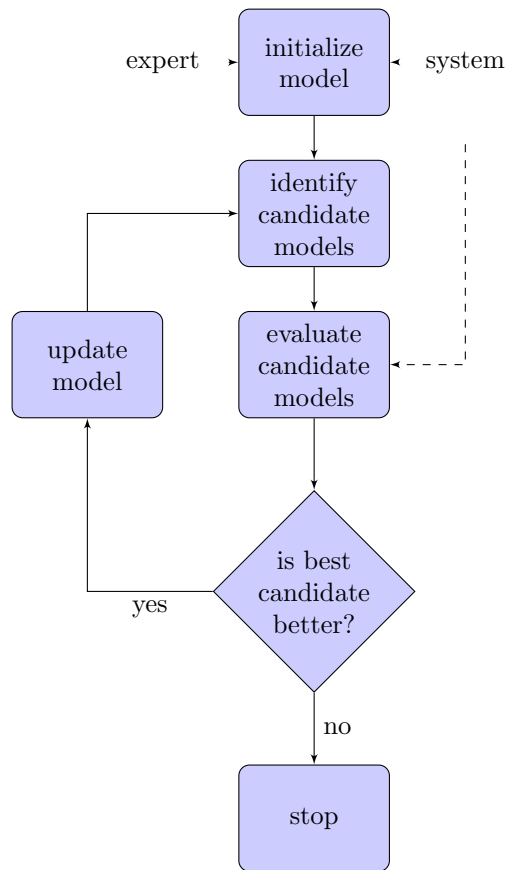 expert
initialize
model
system
identify
candidate
models
update
model
evaluate
candidate
models
is best
candidate
better?
yes
no
stop